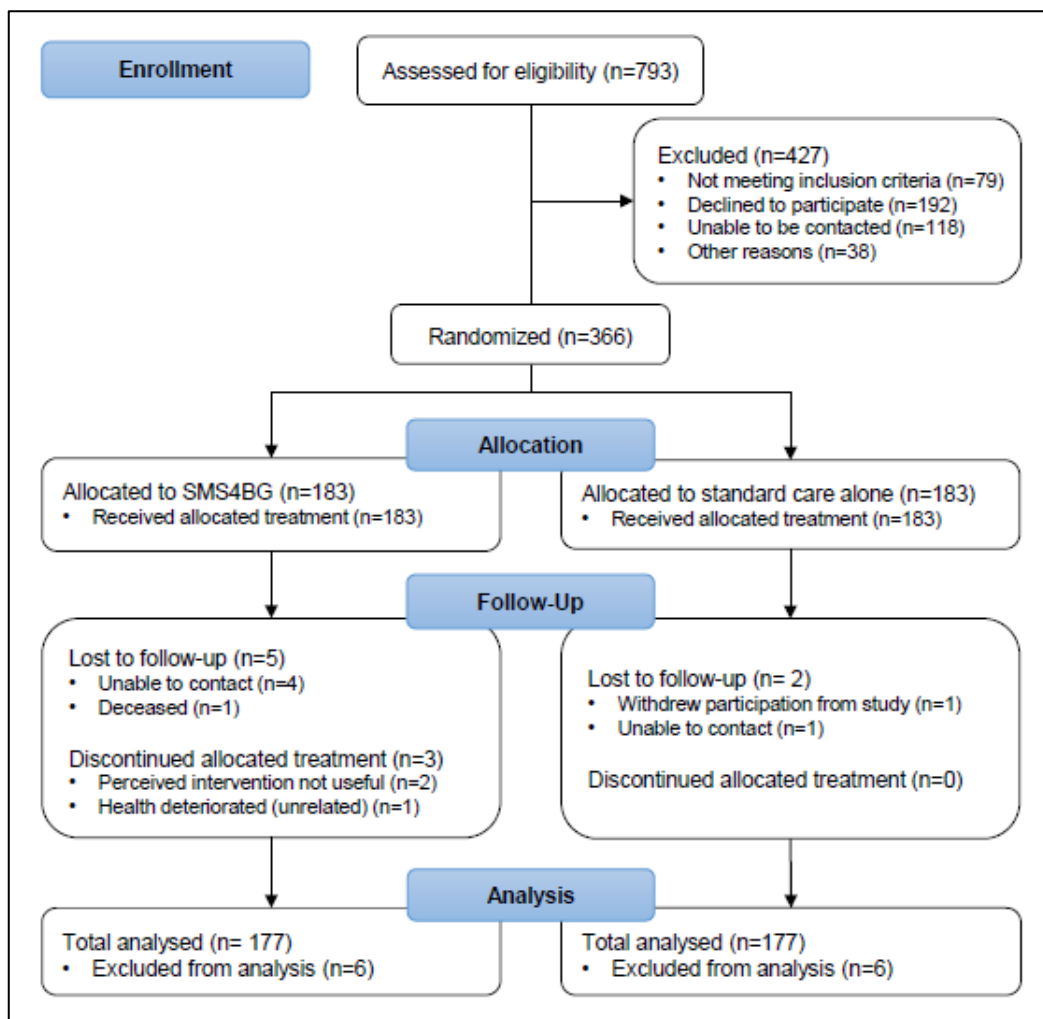 Enrollment
Assessed for eligibility (n=793)
Excluded (n=427)
• Not meeting inclusion criteria (n=79)
• Declined to participate (n=192)
• Unable to be contacted (n=118)
• Other reasons (n=38)
Randomized (n=366)
Allocation
Allocated to SMS4BG (n=183)
• Received allocated treatment (n=183)
Allocated to standard care alone (n=183)
• Received allocated treatment (n=183)
Follow-Up
Lost to follow-up (n=5)
• Unable to contact (n=4)
• Deceased (n=1)
Discontinued allocated treatment (n=3)
• Perceived intervention not useful (n=2)
• Health deteriorated (unrelated) (n=1)
Lost to follow-up (n= 2)
• Withdrew participation from study (n=1)
• Unable to contact (n=1)
Discontinued allocated treatment (n=0)
Analysis
Total analysed (n= 177)
• Excluded from analysis (n=6)
Total analysed (n=177)
• Excluded from analysis (n=6)